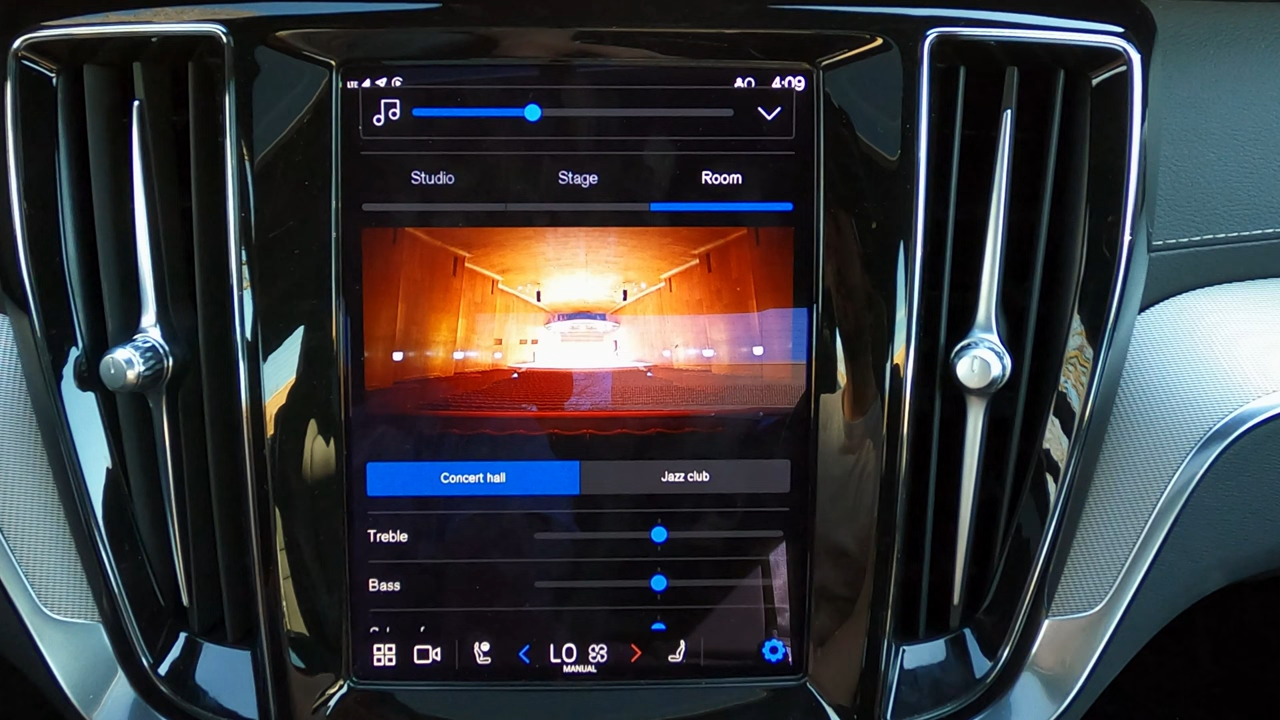 LTE 4:09
Studio Stage Room
Concert hall Jazz club
Treble
Bass
LO
MANUAL